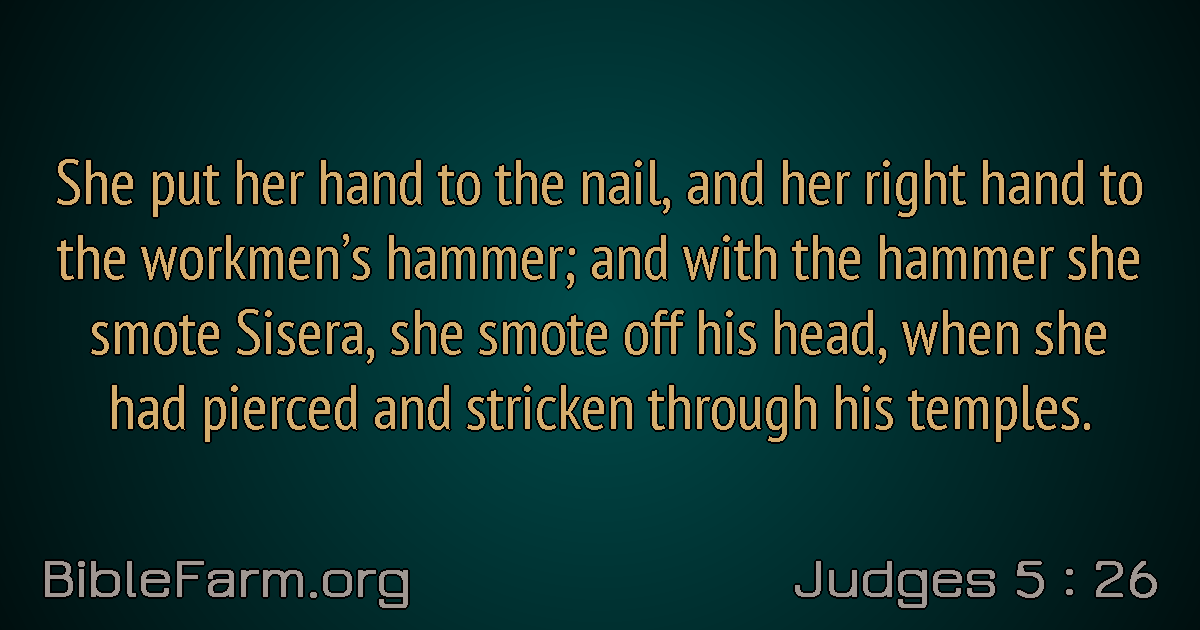 She put her hand to the nail, and her right hand to
the workmen’s hammer; and with the hammer she
smote Sisera, she smote off his head, when she
had pierced and stricken through his temples.
BibleFarm.org
Judges 5 : 26